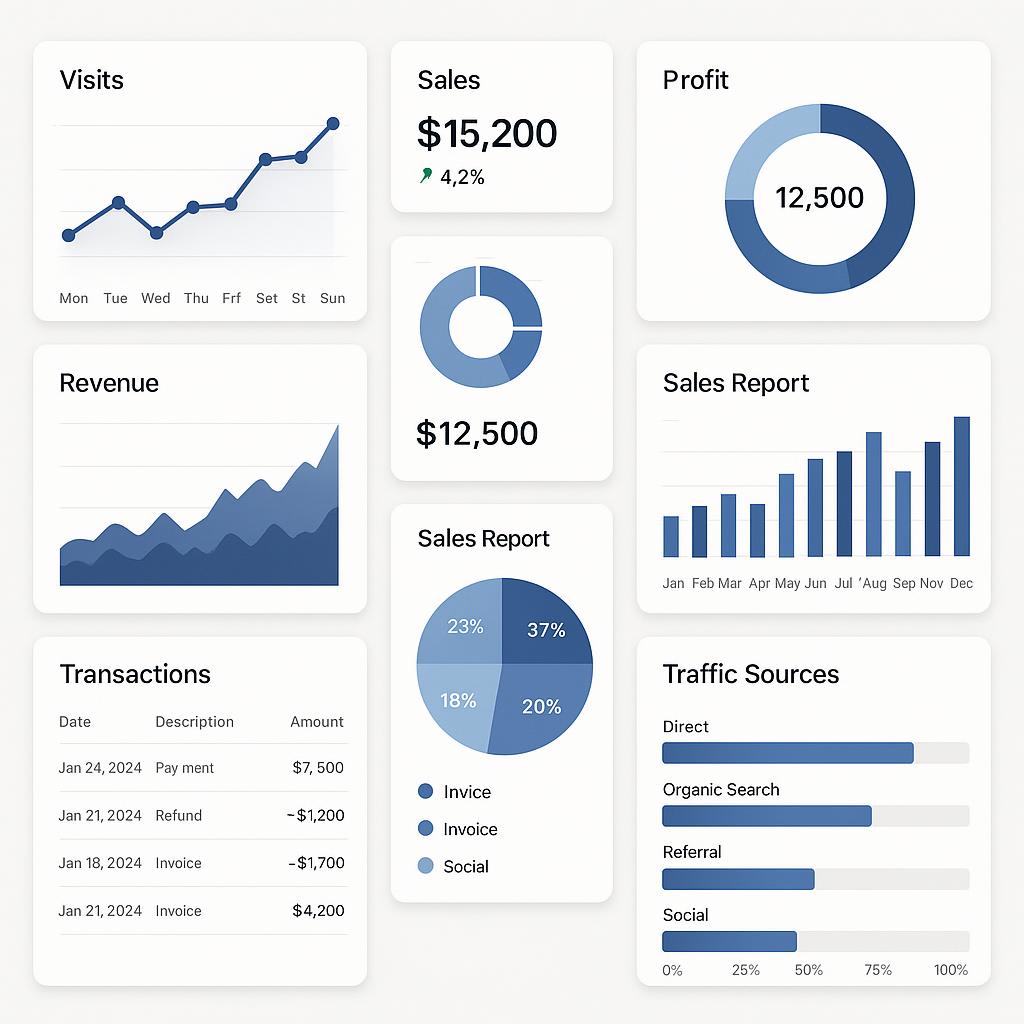 Visits
Mon Tue Wed Thu Frf Set St Sun
Sales
$15,200
4,2%
Profit
12,500
$12,500
Revenue
Sales Report
Jan Feb Mar Apr May Jun Jul ‘Aug Sep Nov Dec
Sales Report
23% 37%
18% 20%
Invice
Invoice
Social
Transactions
Date Description Amount
Jan 24, 2024 Pay ment $7, 500
Jan 21, 2024 Refund -$1,200
Jan 18, 2024 Invoice -$1,700
Jan 21, 2024 Invoice $4,200
Traffic Sources
Direct
Organic Search
Referral
Social
0% 25% 50% 75% 100%